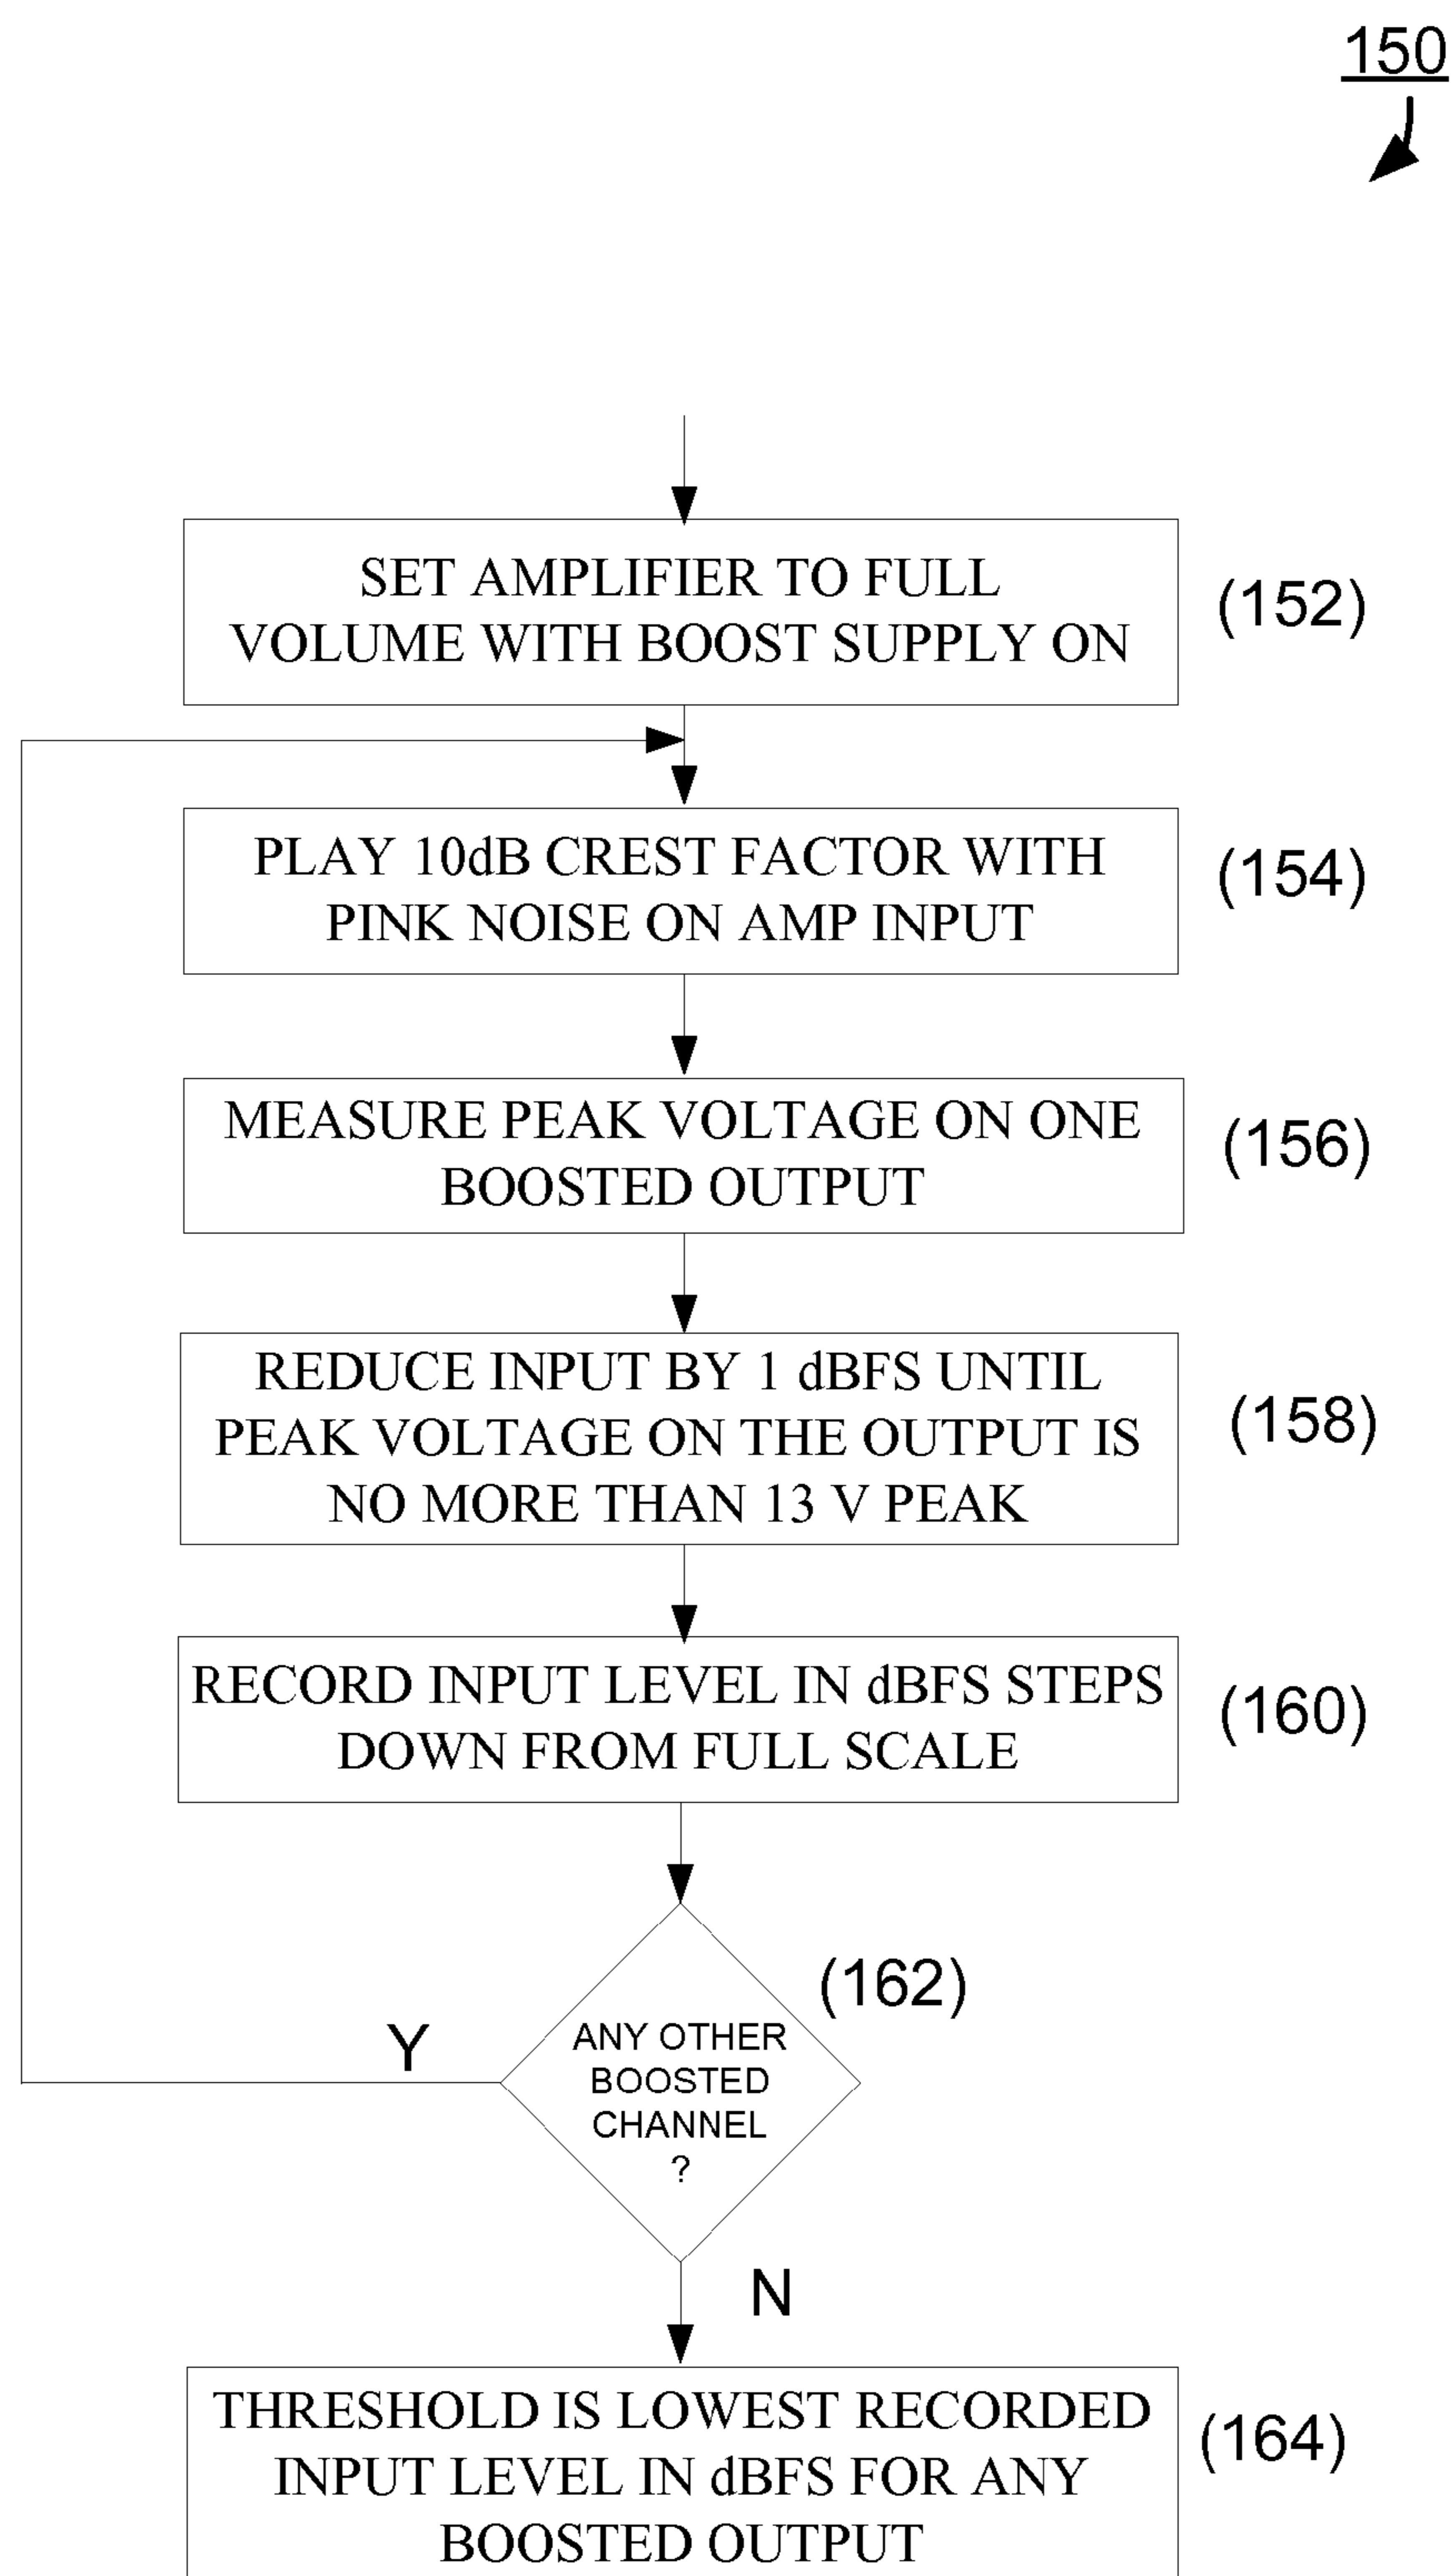 150
SET AMPLIFIER TO FULL
VOLUME WITH BOOST SUPPLY ON
(152)
PLAY 10dB CREST FACTOR WITH
PINK NOISE ON AMP INPUT
(154)
MEASURE PEAK VOLTAGE ON ONE
BOOSTED OUTPUT
(156)
REDUCE INPUT BY 1 dBFS UNTIL
PEAK VOLTAGE ON THE OUTPUT IS
NO MORE THAN 13 V PEAK
(158)
RECORD INPUT LEVEL IN dBFS STEPS
DOWN FROM FULL SCALE
(160)
(162)
ANY OTHER
BOOSTED
CHANNEL
?
Y
N
THRESHOLD IS LOWEST RECORDED
INPUT LEVEL IN dBFS FOR ANY
BOOSTED OUTPUT
(164)